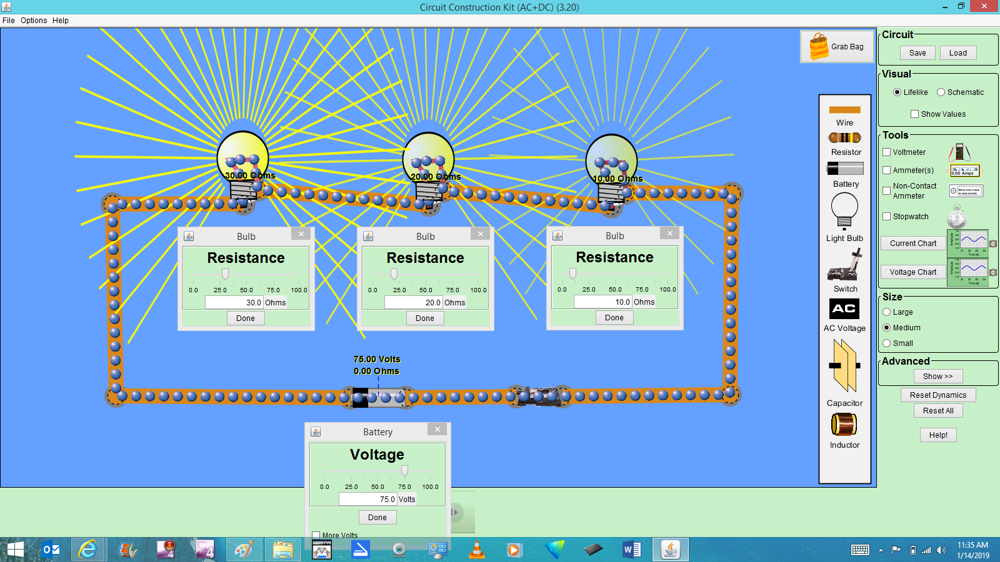 Circuit Construction Kit (AC+DC) (3.20)
File Options Help
Grab Bag
Circuit
Save Load
Visual
Lifelike Schematic
Show Values
Tools
Voltmeter
Ammeter(s)
0.00 Amps
Non-Contact
Ammeter
Move over a wire
to read current.
Stopwatch
Current Chart
Voltage Chart
Size
Large
Medium
Small
Advanced
Show >>
Reset Dynamics
Reset All
Help!
Wire
Resistor
Battery
Light Bulb
Switch
AC
AC Voltage
Capacitor
Inductor
30.00 Ohms
20.00 Ohms
10.00 Ohms
Bulb
Resistance
0.0 25.0 50.0 75.0 100.0
30.0 Ohms
Done
Bulb
Resistance
0.0 25.0 50.0 75.0 100.0
20.0 Ohms
Done
Bulb
Resistance
0.0 25.0 50.0 75.0 100.0
10.0 Ohms
Done
75.00 Volts
0.00 Ohms
Battery
Voltage
0.0 25.0 50.0 75.0 100.0
75.0 Volts
Done
More Volts
11:35 AM
1/14/2019